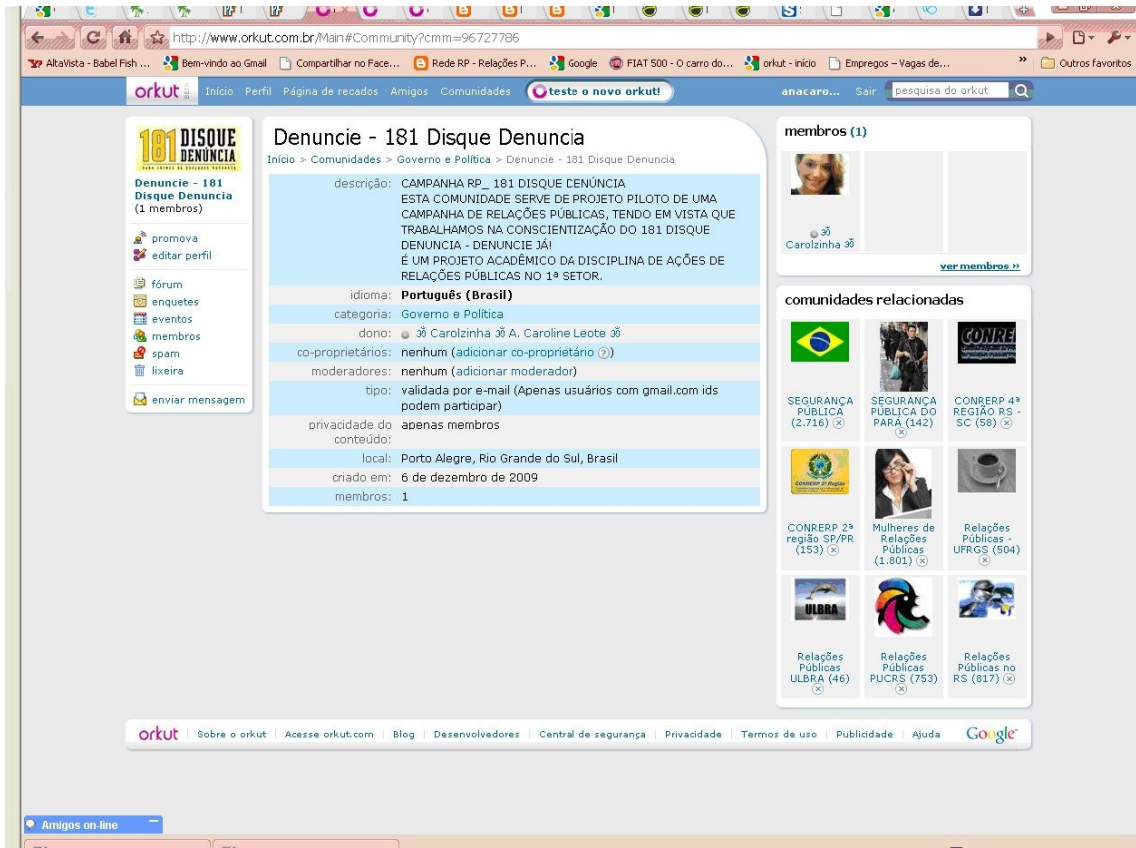 http://www.orkut.com.br/Main#Community?cmm=96727786
AltaVista - Babel Fish ... Bem-vindo ao Gmail Compartilhar no Face... Rede RP - Relações P... Google FIAT 500 - O carro do... orkut - início Empregos – Vagas de... » Outros favoritos
orkut Início Perfil Página de recados Amigos Comunidades teste o novo orkut! anacaro... Sair pesquisa do orkut
181 DISQUE
DENÚNCIA
Denuncie - 181
Disque Denuncia
(1 membros)
promova
editar perfil
fórum
enquetes
eventos
membros
spam
lixeira
enviar mensagem
Denuncie - 181 Disque Denuncia
Início > Comunidades > Governo e Política > Denuncie - 181 Disque Denuncia
descrição: CAMPANHA RP_ 181 DISQUE DENÚNCIA
ESTA COMUNIDADE SERVE DE PROJETO PILOTO DE UMA
CAMPANHA DE RELAÇÕES PÚBLICAS, TENDO EM VISTA QUE
TRABALHAMOS NA CONSCIENTIZAÇÃO DO 181 DISQUE
DENUNCIA - DENUNCIE JÁ!
É UM PROJETO ACADÊMICO DA DISCIPLINA DE AÇÕES DE
RELAÇÕES PÚBLICAS NO 1ª SETOR.
idioma: Português (Brasil)
categoria: Governo e Política
dono: ॐ Carolzinha ॐ A. Caroline Leote ॐ
co-proprietários: nenhum (adicionar co-proprietário (?))
moderadores: nenhum (adicionar moderador)
tipo: validada por e-mail (Apenas usuários com gmail.com ids
podem participar)
privacidade do apenas membros
conteúdo:
local: Porto Alegre, Rio Grande do Sul, Brasil
criado em: 6 de dezembro de 2009
membros: 1
membros (1)
ॐ
Carolzinha ॐ
ver membros »
comunidades relacionadas
CONRE
SEGURANÇA
PÚBLICA
(2.716)
SEGURANÇA
PÚBLICA DO
PARÁ (142)
CONRERP 4ª
REGIÃO RS -
SC (58)
CONRERP 2ª Região
CONRERP 2ª
região SP/PR
(153)
Mulheres de
Relações
Públicas
(1.801)
Relações
Públicas -
UFRGS (504)
ULBRA
Relações
Públicas
ULBRA (46)
Relações
Públicas
PUCRS (753)
Relações
Públicas no
RS (817)
orkut Sobre o orkut Acesse orkut.com Blog Desenvolvedores Central de segurança Privacidade Termos de uso Publicidade Ajuda Google
Amigos on-line